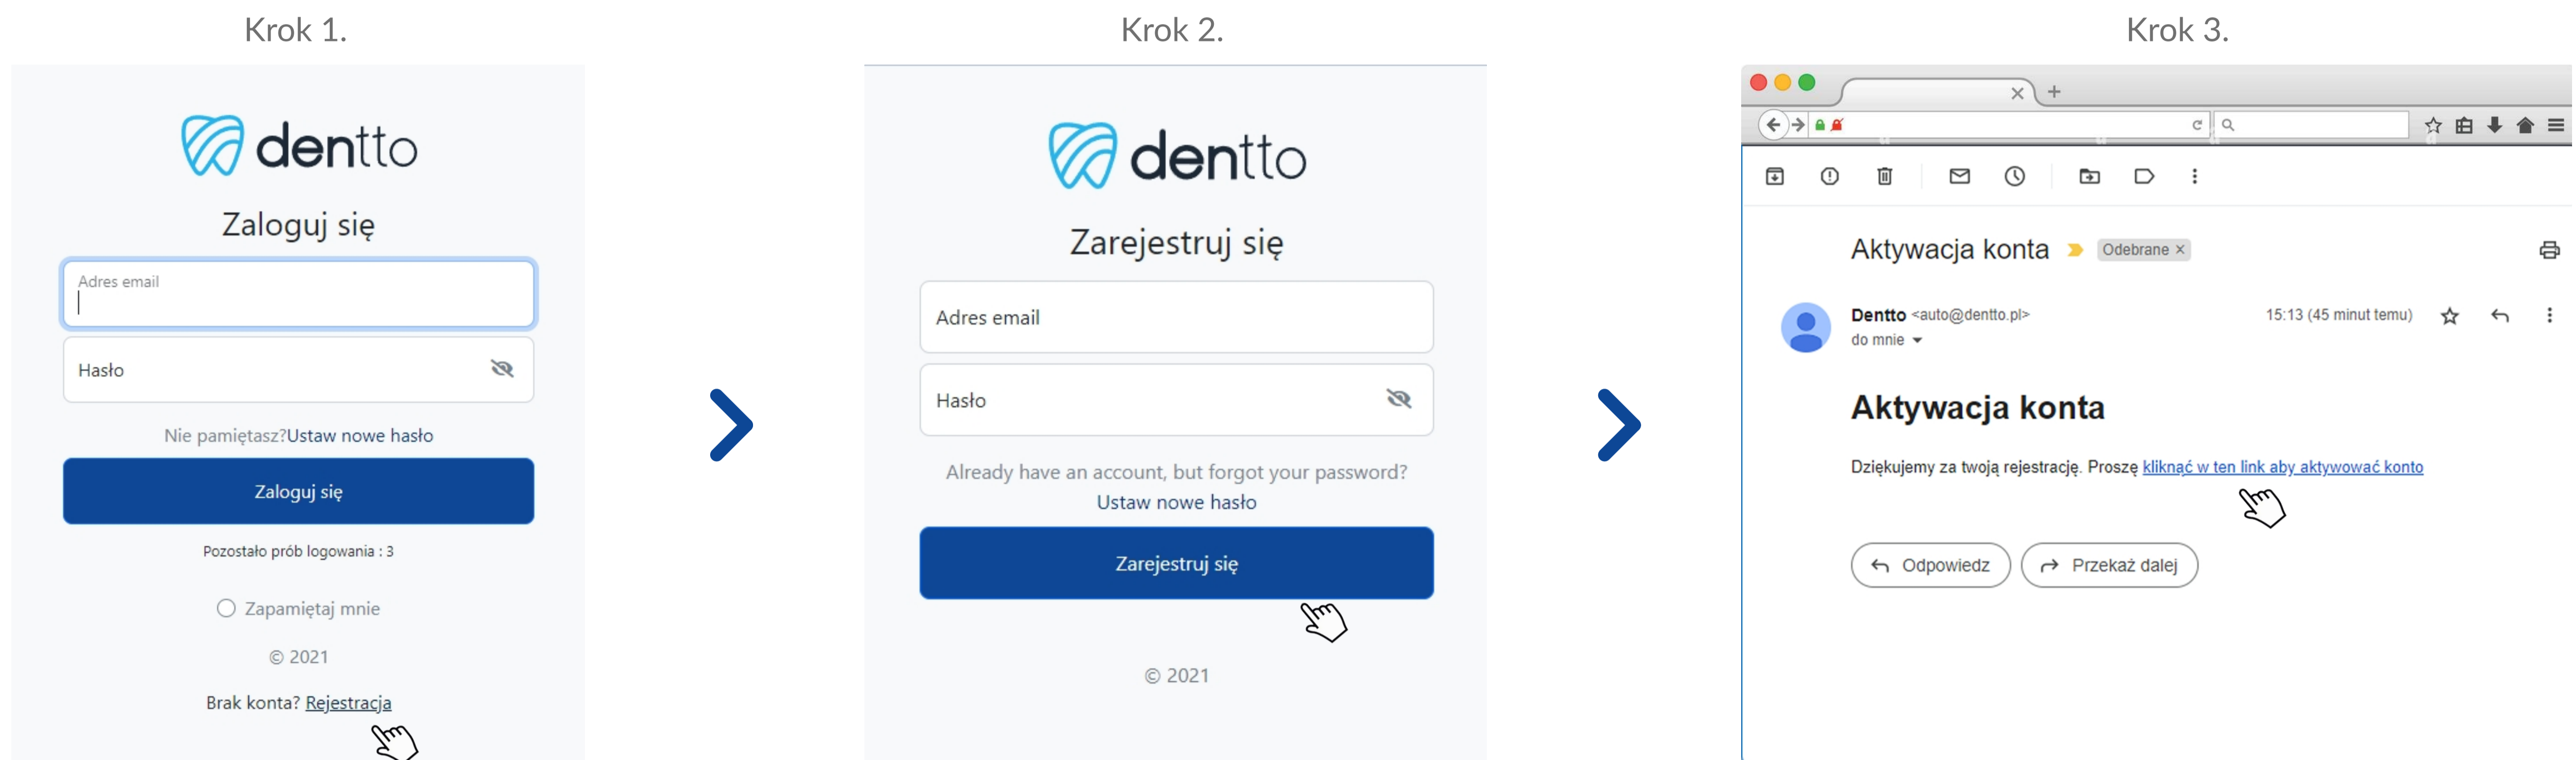 Krok 1.
dentto
Zaloguj się
Adres email
Hasło
Nie pamiętasz?Ustaw nowe hasło
Zaloguj się
Pozostało prób logowania : 3
Zapamiętaj mnie
© 2021
Brak konta? Rejestracja
Krok 2.
dentto
Zarejestruj się
Adres email
Hasło
Already have an account, but forgot your password?
Ustaw nowe hasło
Zarejestruj się
© 2021
Krok 3.
Aktywacja konta Odebrane ×
Dentto <auto@dentto.pl> 15:13 (45 minut temu)
do mnie
Aktywacja konta
Dziękujemy za twoją rejestrację. Proszę kliknąć w ten link aby aktywować konto
Odpowiedz Przekaż dalej